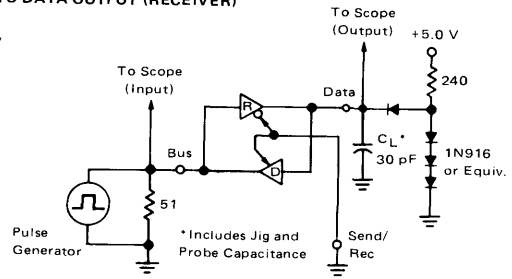 TO DATA OUTPUT (RECEIVER)
To Scope
(Output)
+5.0 V
To Scope
(Input)
240
Data
R
CL*
30 pF
1N916
or Equiv.
Bus
D
51
*Includes Jig and
Probe Capacitance
Send/
Rec
Pulse
Generator